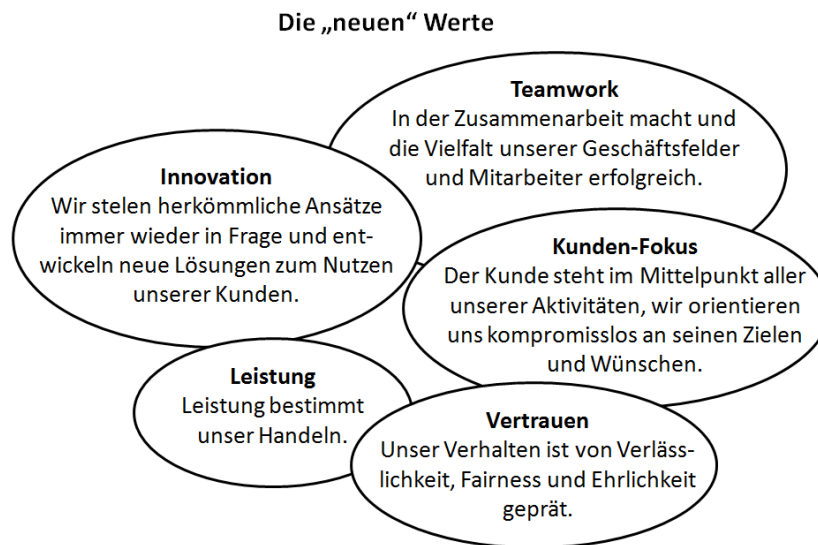 Die „neuen“ Werte
Teamwork
In der Zusammenarbeit macht und
die Vielfalt unserer Geschäftsfelder
und Mitarbeiter erfolgreich.
Innovation
Wir stelen herkömmliche Ansätze
immer wieder in Frage und ent-
wickeln neue Lösungen zum Nutzen
unserer Kunden.
Kunden-Fokus
Der Kunde steht im Mittelpunkt aller
unserer Aktivitäten, wir orientieren
uns kompromisslos an seinen Zielen
und Wünschen.
Leistung
Leistung bestimmt
unser Handeln.
Vertrauen
Unser Verhalten ist von Verläss-
lichkeit, Fairness und Ehrlichkeit
geprät.